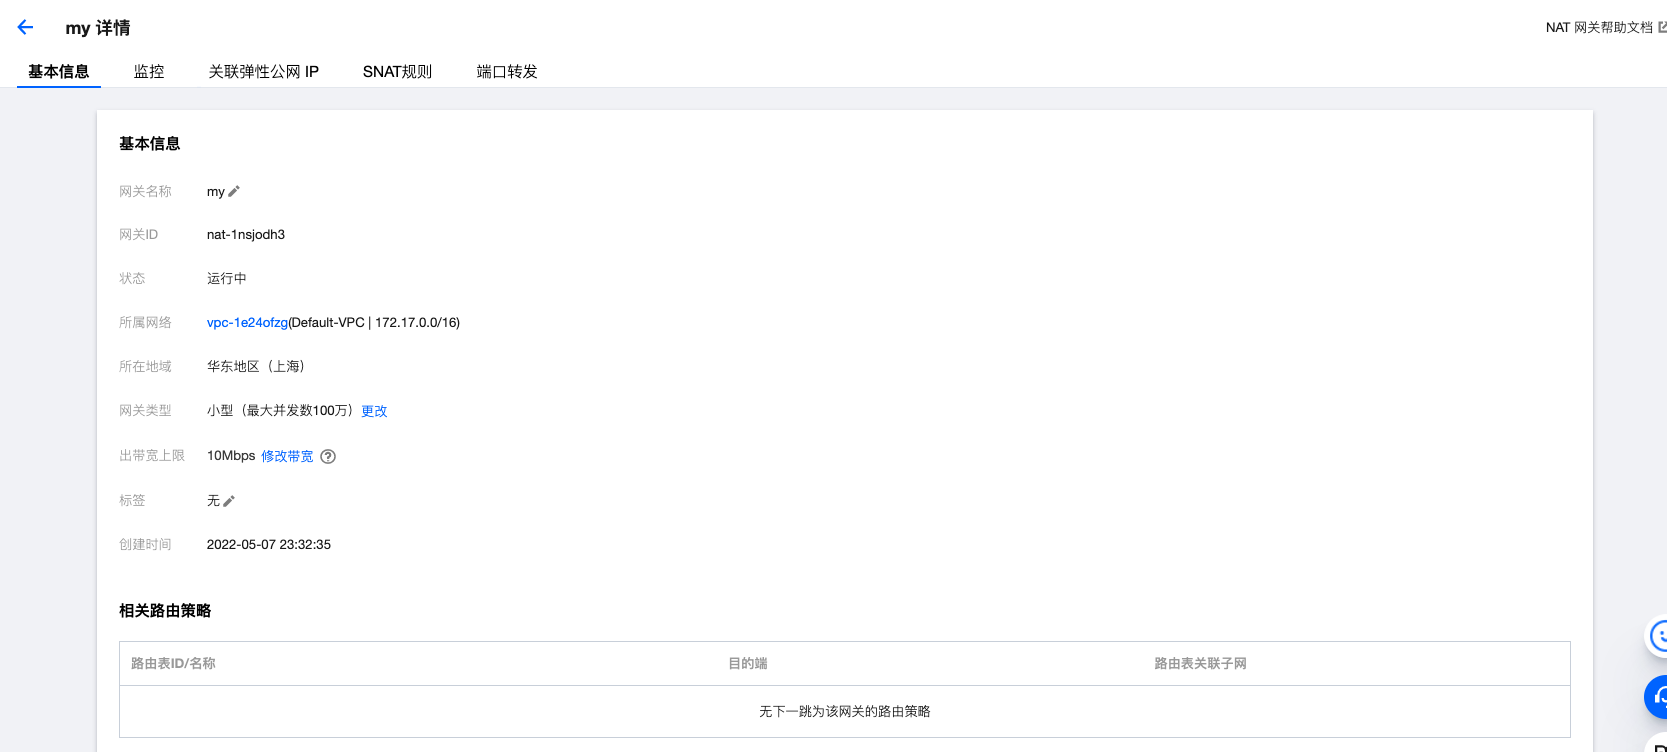 my 详情
NAT 网关帮助文档
基本信息 监控 关联弹性公网 IP SNAT规则 端口转发
基本信息
网关名称 my
网关ID nat-1nsjodh3
状态 运行中
所属网络 vpc-1e24ofzg(Default-VPC | 172.17.0.0/16)
所在地域 华东地区（上海）
网关类型 小型（最大并发数100万） 更改
出带宽上限 10Mbps 修改带宽
标签 无
创建时间 2022-05-07 23:32:35
相关路由策略
路由表ID/名称 目的端 路由表关联子网
无下一跳为该网关的路由策略